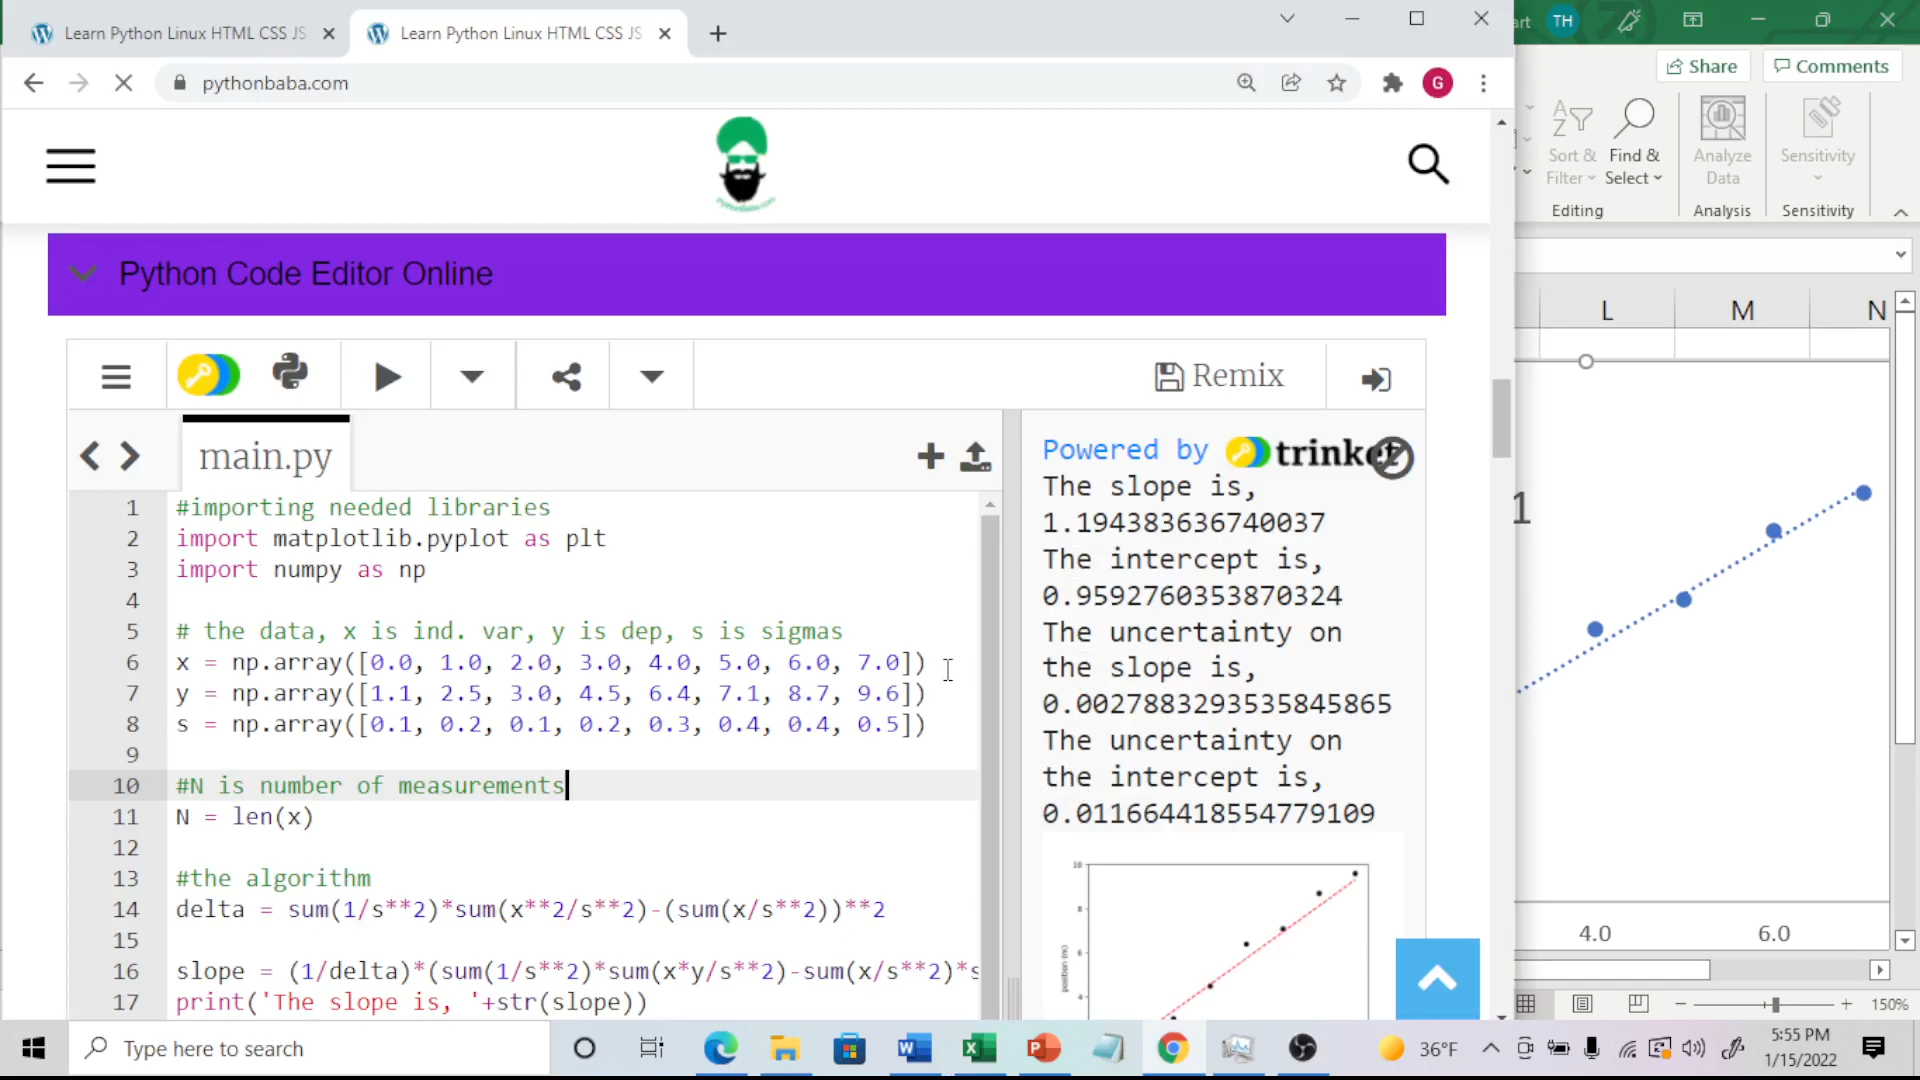 Learn Python Linux HTML CSS JS
Learn Python Linux HTML CSS JS
art
TH
pythonbaba.com
G
Share
Comments
Sort &
Filter
Find &
Select
Analyze
Data
Sensitivity
Editing
Analysis
Sensitivity
Python Code Editor Online
L
M
N
Remix
main.py
1 #importing needed libraries
2 import matplotlib.pyplot as plt
3 import numpy as np
4
5 # the data, x is ind. var, y is dep, s is sigmas
6 x = np.array([0.0, 1.0, 2.0, 3.0, 4.0, 5.0, 6.0, 7.0])
7 y = np.array([1.1, 2.5, 3.0, 4.5, 6.4, 7.1, 8.7, 9.6])
8 s = np.array([0.1, 0.2, 0.1, 0.2, 0.3, 0.4, 0.4, 0.5])
9
10 #N is number of measurements
11 N = len(x)
12
13 #the algorithm
14 delta = sum(1/s**2)*sum(x**2/s**2)-(sum(x/s**2))**2
15
16 slope = (1/delta)*(sum(1/s**2)*sum(x*y/s**2)-sum(x/s**2)*s
17 print('The slope is, '+str(slope))
Powered by trinket
The slope is,
1.194383636740037
The intercept is,
0.9592760353870324
The uncertainty on
the slope is,
0.0027883293535845865
The uncertainty on
the intercept is,
0.011664418554779109
10
8
6
4
position (m)
1
4.0
6.0
150%
Type here to search
36°F
5:55 PM
1/15/2022